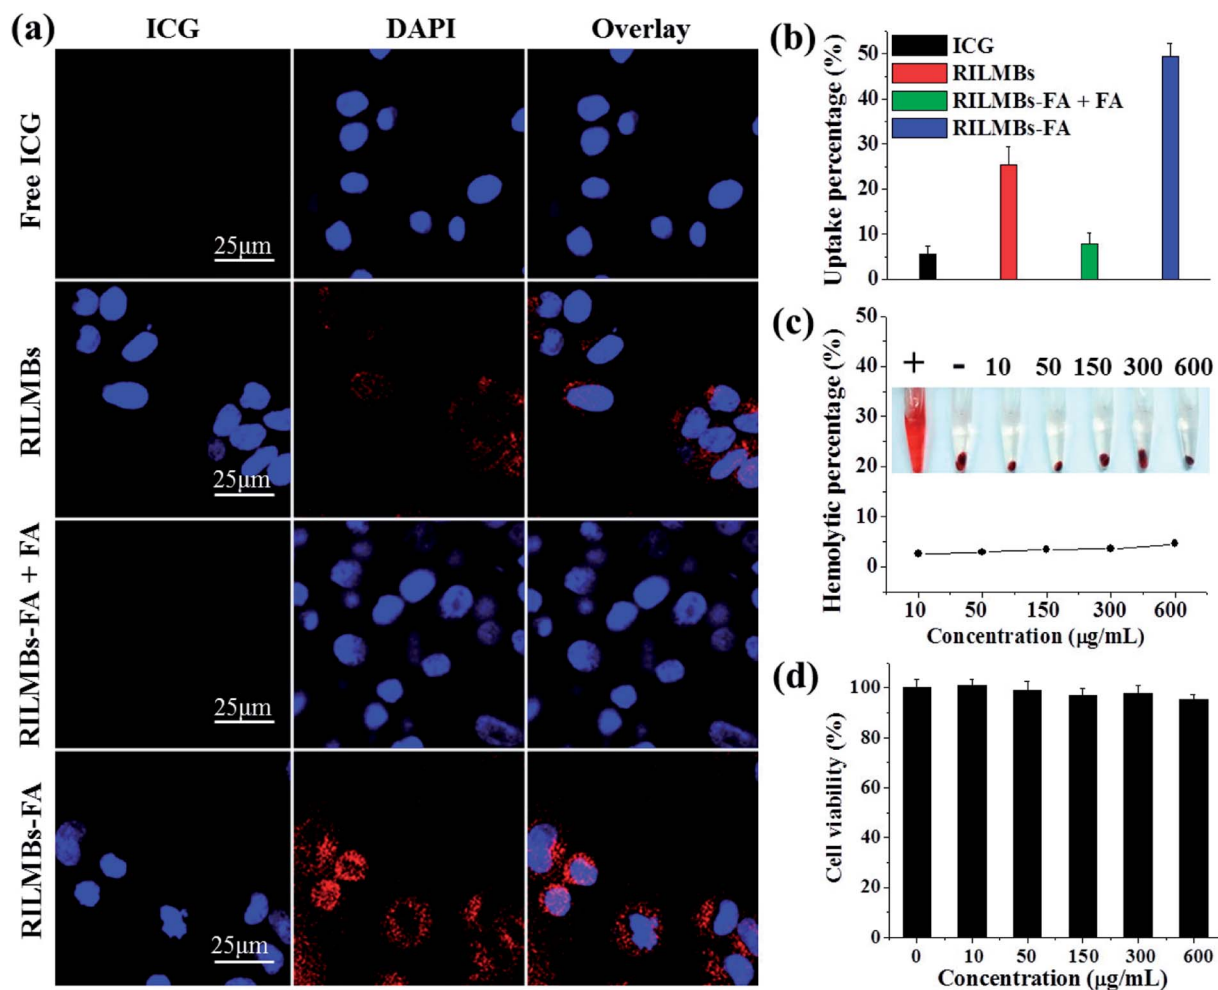 (a)
ICG DAPI Overlay
Free ICG
25μm
RILMBs
25μm
RILMBs-FA + FA
25μm
RILMBs-FA
25μm
(b)
Uptake percentage (%)
50
40
30
20
10
0
ICG
RILMBs
RILMBs-FA + FA
RILMBs-FA
(c)
Hemolytic percentage (%)
50
40
30
20
10
0
+ - 10 50 150 300 600
10 50 150 300 600
Concentration (μg/mL)
(d)
Cell viability (%)
100
80
60
40
20
0
0 10 50 150 300 600
Concentration (μg/mL)